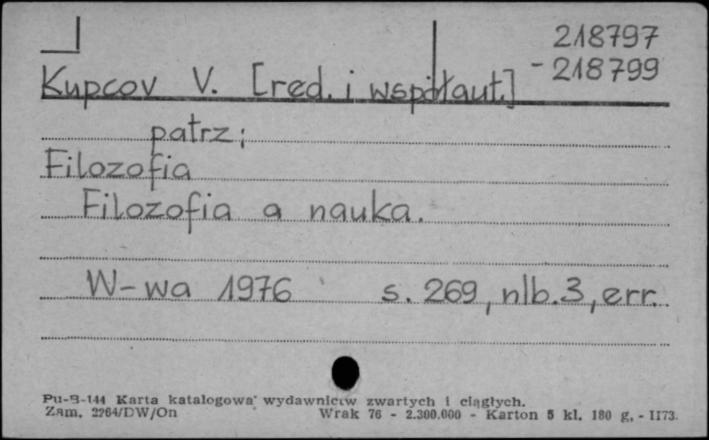 218797
- 218799
Kupcov V. [red. i współaut.]
patrz:
Filozofia
Filozofia a nauka.
W-wa 1976 s. 269, nlb. 3, err.
Pu-B-144 Karta katalogowa wydawnictw zwartych i ciągłych.
Zam. 2264/DW/On Wrak 76 - 2.300.000 - Karton 5 kl. 180 g. - II73.